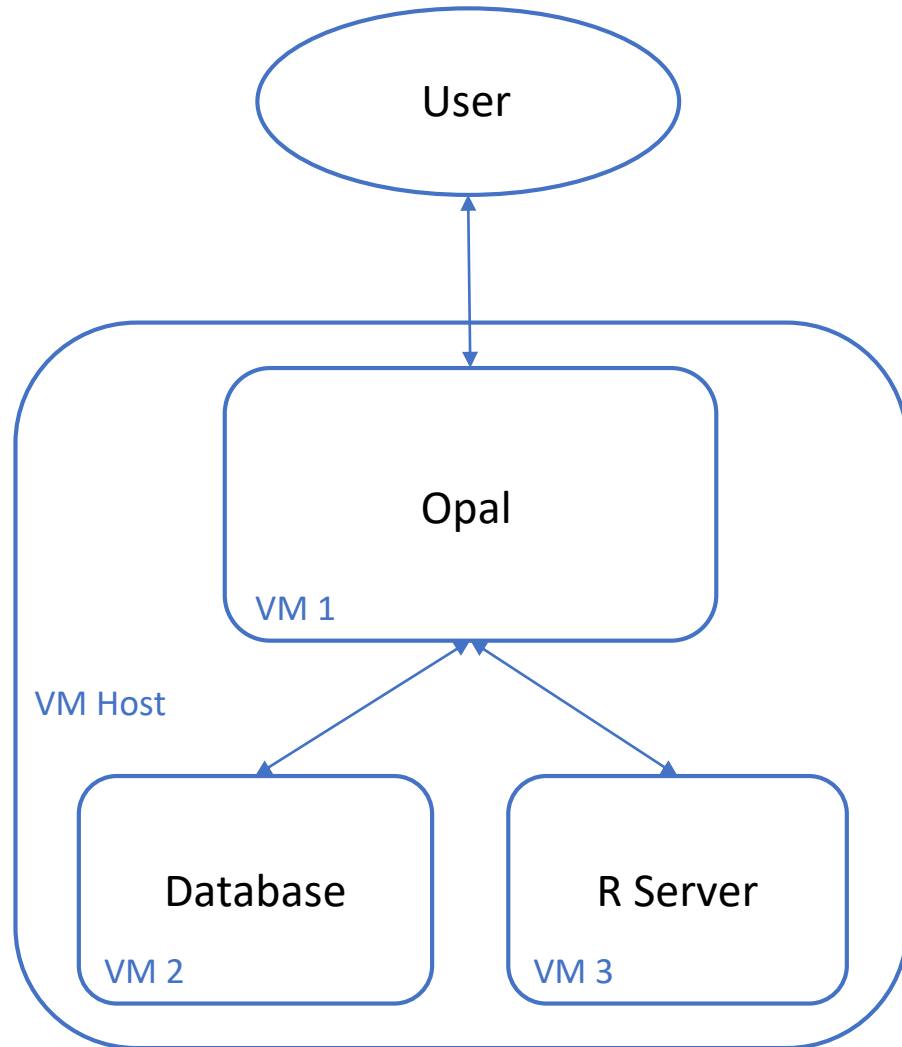 User
Opal
VM 1
VM Host
Database
VM 2
R Server
VM 3